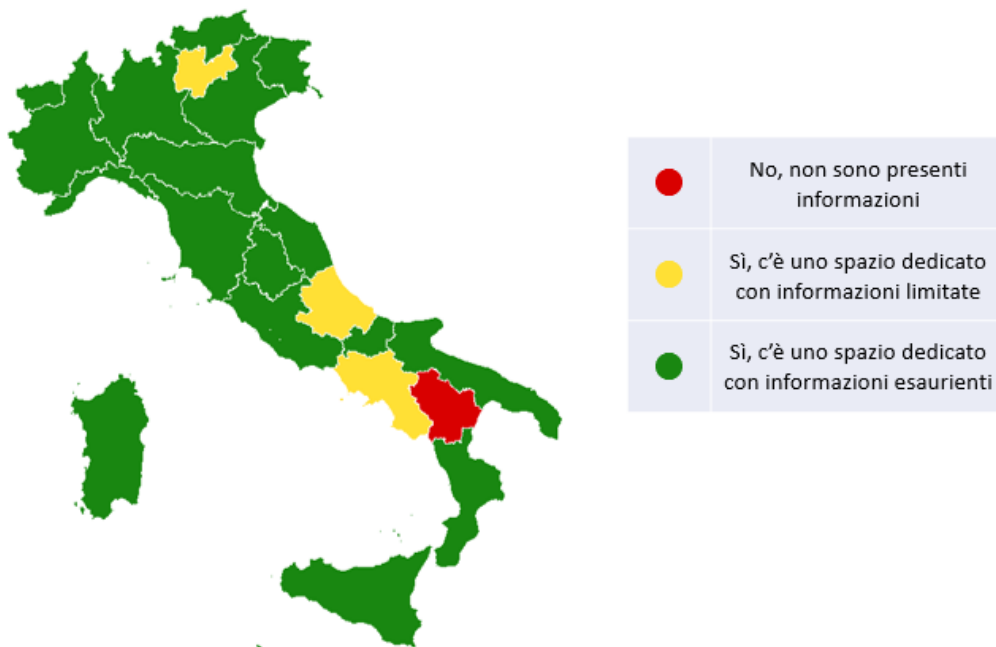 No, non sono presenti
informazioni
Sì, c'è uno spazio dedicato
con informazioni limitate
Sì, c'è uno spazio dedicato
con informazioni esaurienti